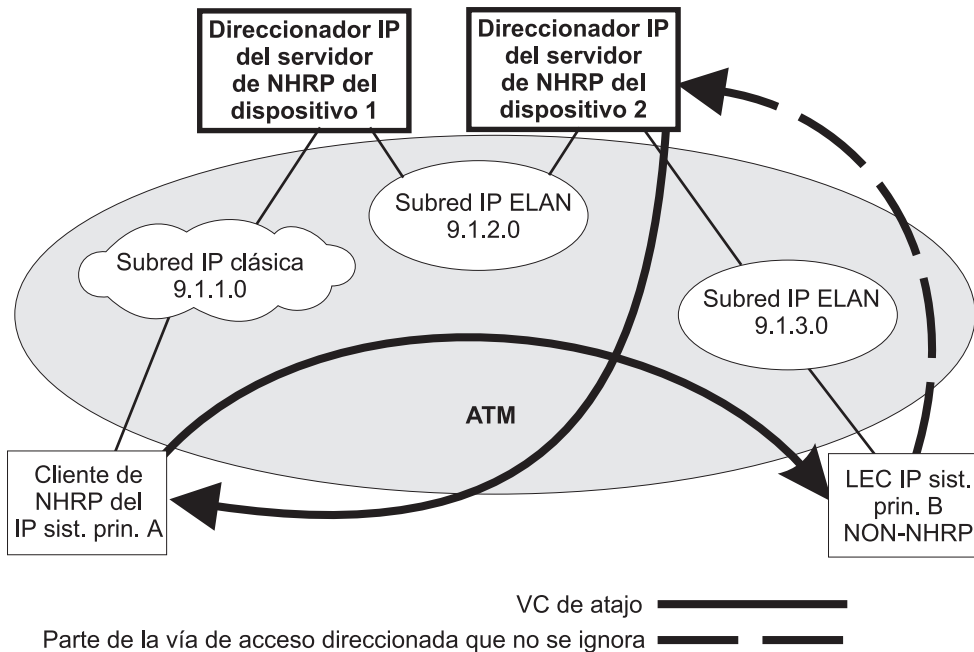 Direccionador IP
del servidor
de NHRP del
dispositivo 1
Direccionador IP
del servidor
de NHRP del
dispositivo 2
Subred IP ELAN
9.1.2.0
Subred IP clásica
9.1.1.0
Subred IP ELAN
9.1.3.0
ATM
Cliente de
NHRP del
IP sist. prin. A
LEC IP sist.
prin. B
NON-NHRP
VC de atajo
Parte de la vía de acceso direccionada que no se ignora